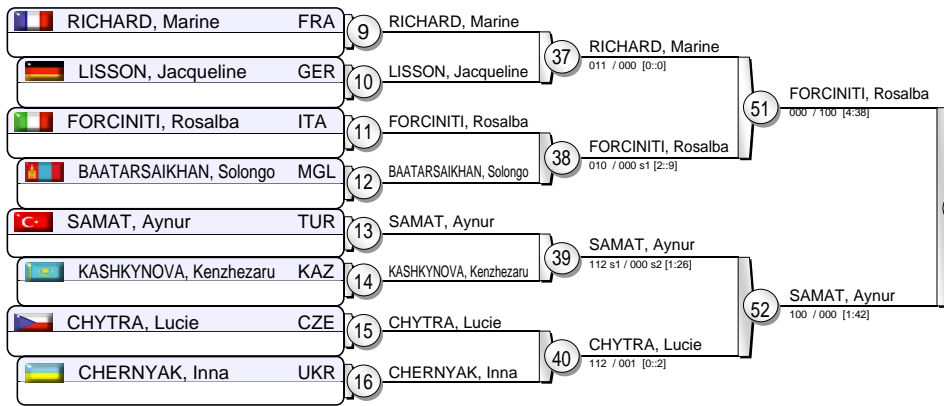 RICHARD, Marine FRA
9
RICHARD, Marine
LISSON, Jacqueline GER
10
LISSON, Jacqueline
37
RICHARD, Marine
011 / 000 [0::0]
FORCINITI, Rosalba ITA
11
FORCINITI, Rosalba
BAATARSAIKHAN, Solongo MGL
12
BAATARSAIKHAN, Solongo
38
FORCINITI, Rosalba
010 / 000 s1 [2::9]
51
FORCINITI, Rosalba
000 / 100 [4:38]
SAMAT, Aynur TUR
13
SAMAT, Aynur
KASHKYNOVA, Kenzhezaru KAZ
14
KASHKYNOVA, Kenzhezaru
39
SAMAT, Aynur
112 s1 / 000 s2 [1:26]
CHYTRA, Lucie CZE
15
CHYTRA, Lucie
CHERNYAK, Inna UKR
16
CHERNYAK, Inna
40
CHYTRA, Lucie
112 / 001 [0::2]
52
SAMAT, Aynur
100 / 000 [1:42]